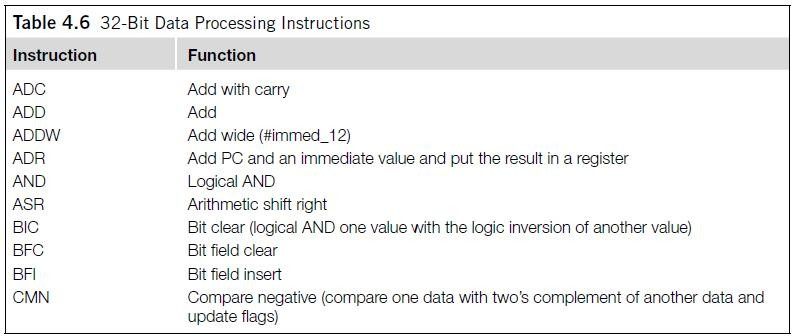 Table 4.6 32-Bit Data Processing Instructions
Instruction Function
ADC Add with carry
ADD Add
ADDW Add wide (#immed_12)
ADR Add PC and an immediate value and put the result in a register
AND Logical AND
ASR Arithmetic shift right
BIC Bit clear (logical AND one value with the logic inversion of another value)
BFC Bit field clear
BFI Bit field insert
CMN Compare negative (compare one data with two's complement of another data and
update flags)